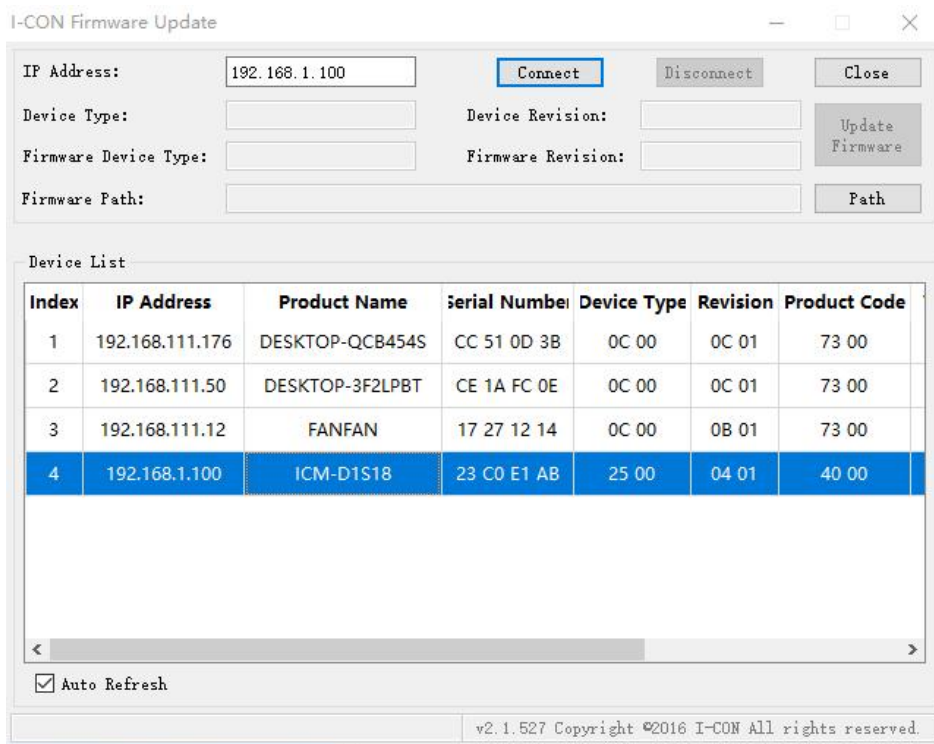 I-CON Firmware Update
IP Address: 192.168.1.100 Connect Disconnect Close
Device Type: Device Revision: Update Firmware
Firmware Device Type: Firmware Revision:
Firmware Path: Path
Device List
Index IP Address Product Name Serial Number Device Type Revision Product Code
1 192.168.111.176 DESKTOP-QCB454S CC 51 0D 3B 0C 00 0C 01 73 00
2 192.168.111.50 DESKTOP-3F2LPBT CE 1A FC 0E 0C 00 0C 01 73 00
3 192.168.111.12 FANFAN 17 27 12 14 0C 00 0B 01 73 00
4 192.168.1.100 ICM-D1S18 23 C0 E1 AB 25 00 04 01 40 00
Auto Refresh
v2.1.527 Copyright ©2016 I-CON All rights reserved.